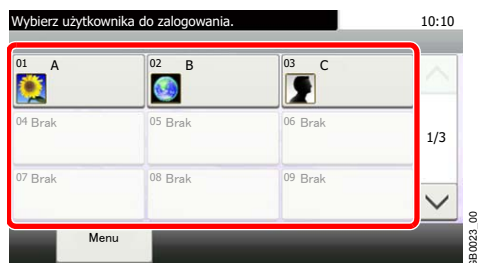 Wybierz użytkownika do zalogowania. 10:10
01 A 02 B 03 C
04 Brak 05 Brak 06 Brak
1/3
07 Brak 08 Brak 09 Brak
Menu